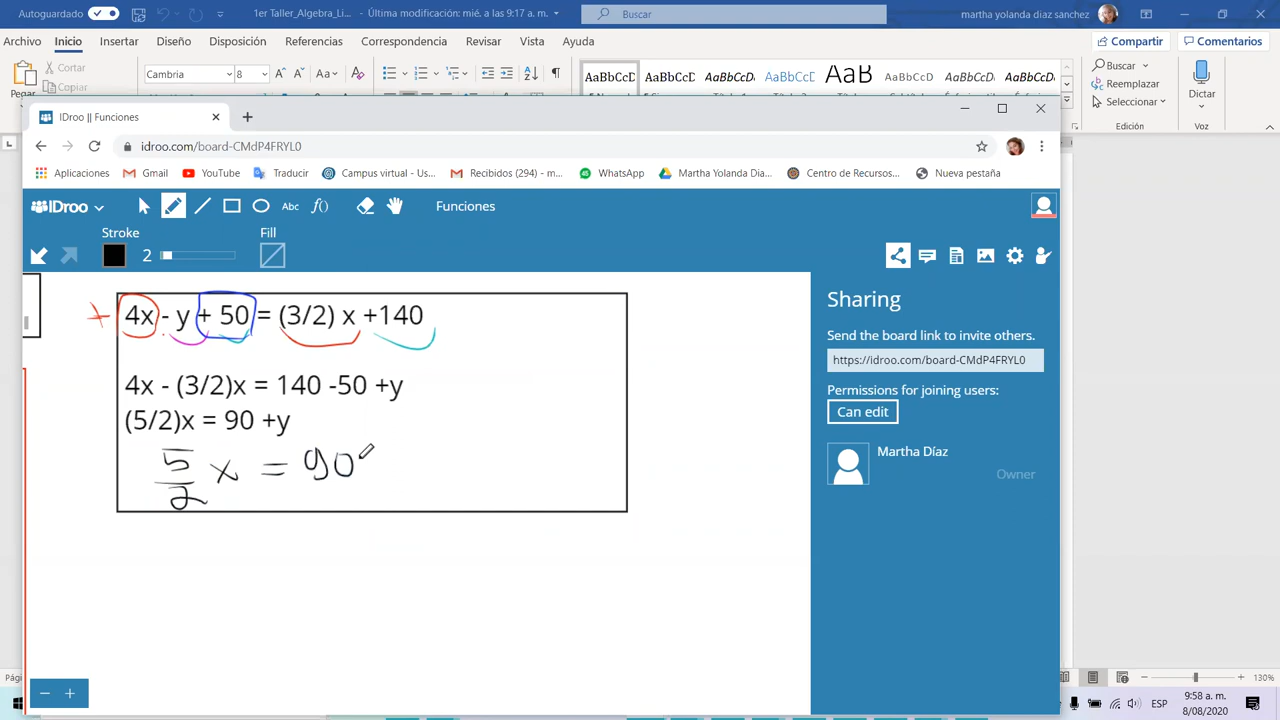 Autoguardado 1e Taller_Algebra_Li... Última modificación: mié. a las 9:17 a. m. Buscar martha yolanda diaz sanchez
Archivo Inicio Insertar Diseño Disposición Referencias Correspondencia Revisar Vista Ayuda Compartir Comentarios
Cortar
Copiar
Pegar
Cambria 8
AaBbCcD AaBbCcD AaBbCcD AaBbCcD AaB AaBbCcD
Buscar
Reemplazar
Seleccionar
Edición
Dictar
Voz
IDroo || Funciones
idroo.com/board-CMdP4FRYL0
Aplicaciones Gmail YouTube Traducir Campus virtual - Us... Recibidos (294) - m... WhatsApp Martha Yolanda Dia... Centro de Recursos... Nueva pestaña
IDroo Abc f() Funciones
Stroke
2
Fill
4x - y + 50 = (3/2) x +140
4x - (3/2)x = 140 -50 +y
(5/2)x = 90 +y
5/2 x = 90
Sharing
Send the board link to invite others.
https://idroo.com/board-CMdP4FRYL0
Permissions for joining users:
Can edit
Martha Díaz
Owner
130%
ESP
9:58 a. m.
8/08/2020